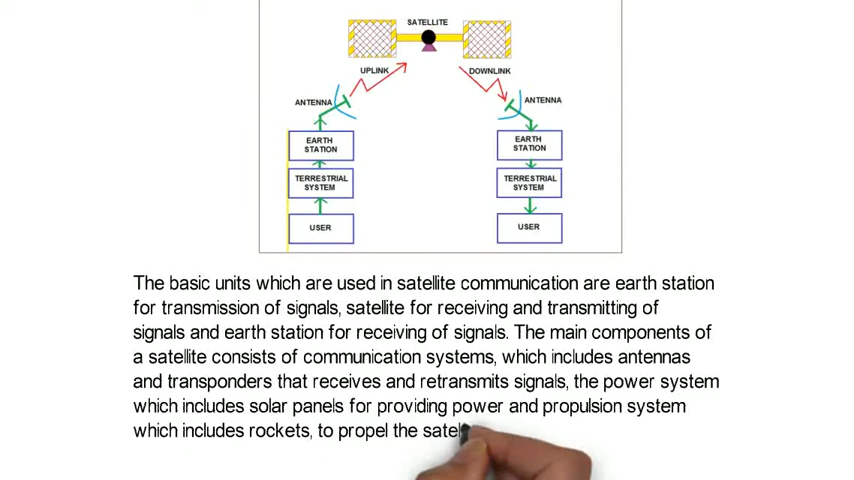 SATELLITE
UPLINK
DOWNLINK
ANTENNA
ANTENNA
EARTH
STATION
EARTH
STATION
TERRESTRIAL
SYSTEM
TERRESTRIAL
SYSTEM
USER
USER
The basic units which are used in satellite communication are earth station
for transmission of signals, satellite for receiving and transmitting of
signals and earth station for receiving of signals. The main components of
a satellite consists of communication systems, which includes antennas
and transponders that receives and retransmits signals, the power system
which includes solar panels for providing power and propulsion system
which includes rockets, to propel the satel